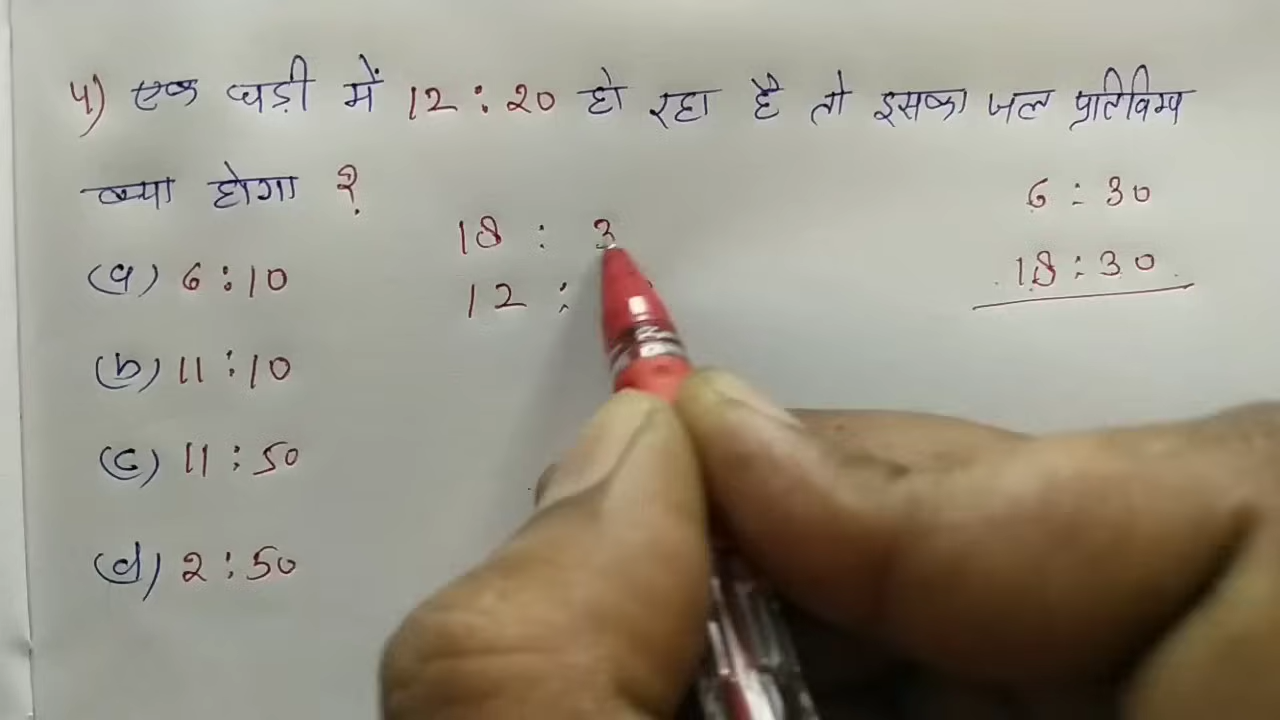 ५) एक घड़ी में 12:20 हो रहा है तो इसका जल प्रतिबिम्ब
क्या होगा ?
6:30
18:30
18 : 3
12 :
(a) 6:10
(b) 11:10
(c) 11:50
(d) 2:50